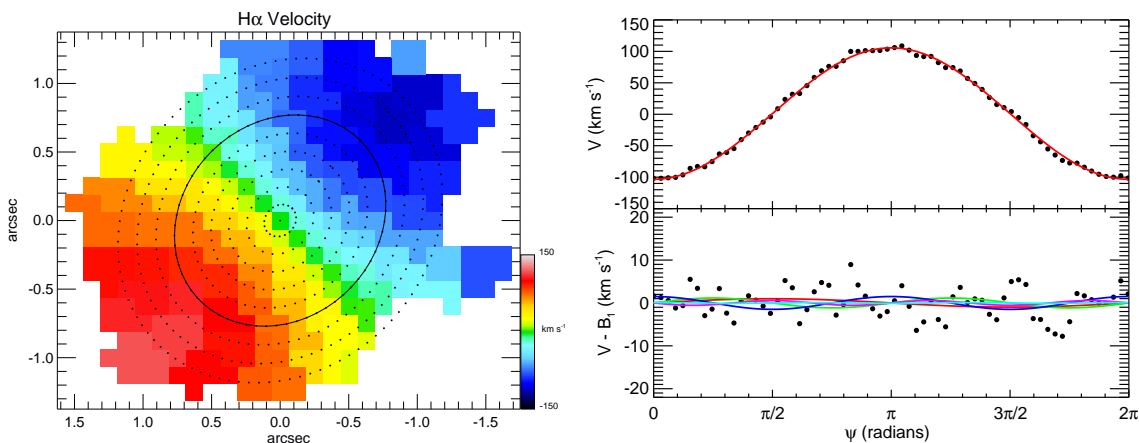 Hα Velocity
arcsec
1.0
0.5
0.0
-0.5
-1.0
1.0
0.5
0.0
-0.5
-1.0
-1.5
arcsec
150
km s⁻¹
-150
V (km s⁻¹)
150
100
50
0
-50
-100
-150
V - B₁ (km s⁻¹)
20
10
0
-10
-20
0
π/2
π
3π/2
2π
ψ (radians)
1.5